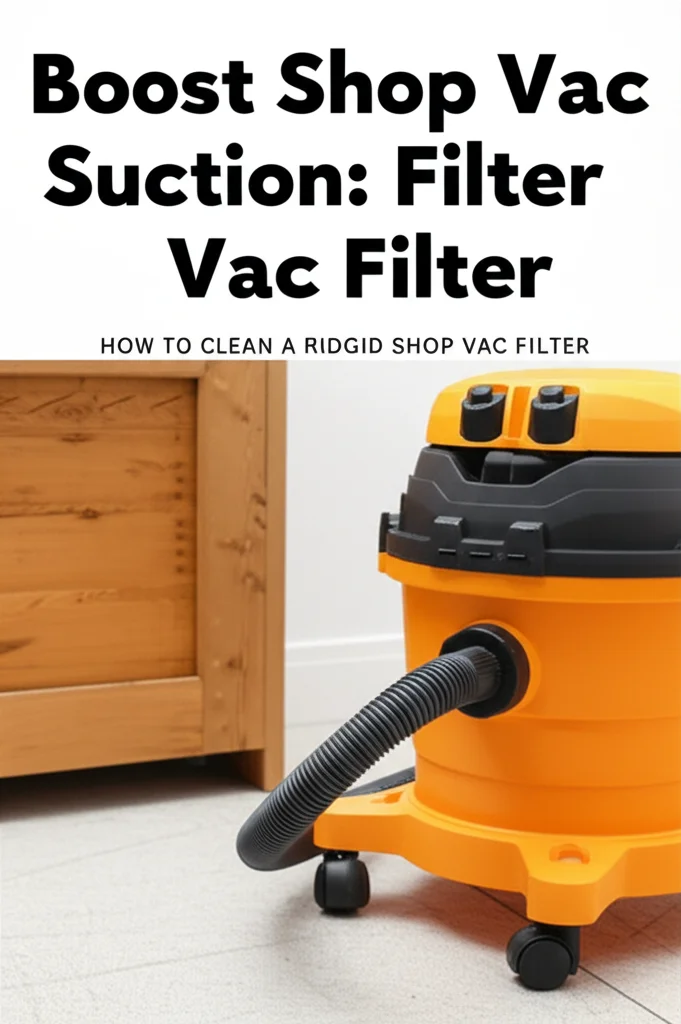 Boost Shop Vac
Suction: Filter
Vac Filter
HOW TO CLEAN A RIDGID SHOP VAC FILTER